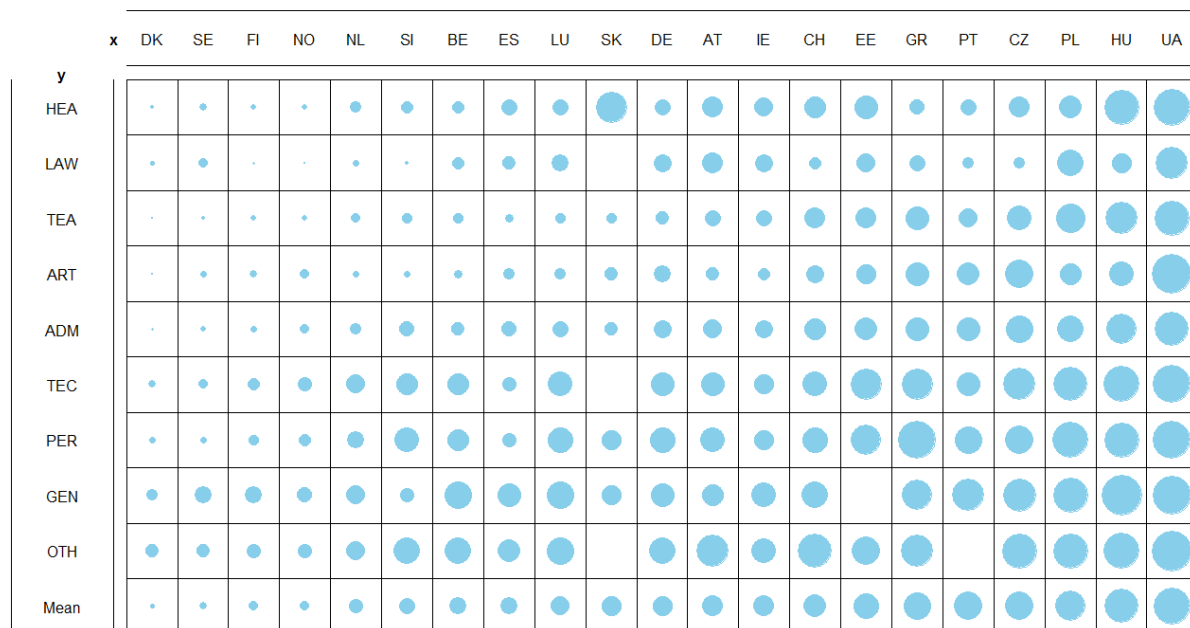 x DK SE FI NO NL SI BE ES LU SK DE AT IE CH EE GR PT CZ PL HU UA
y
HEA
LAW
TEA
ART
ADM
TEC
PER
GEN
OTH
Mean